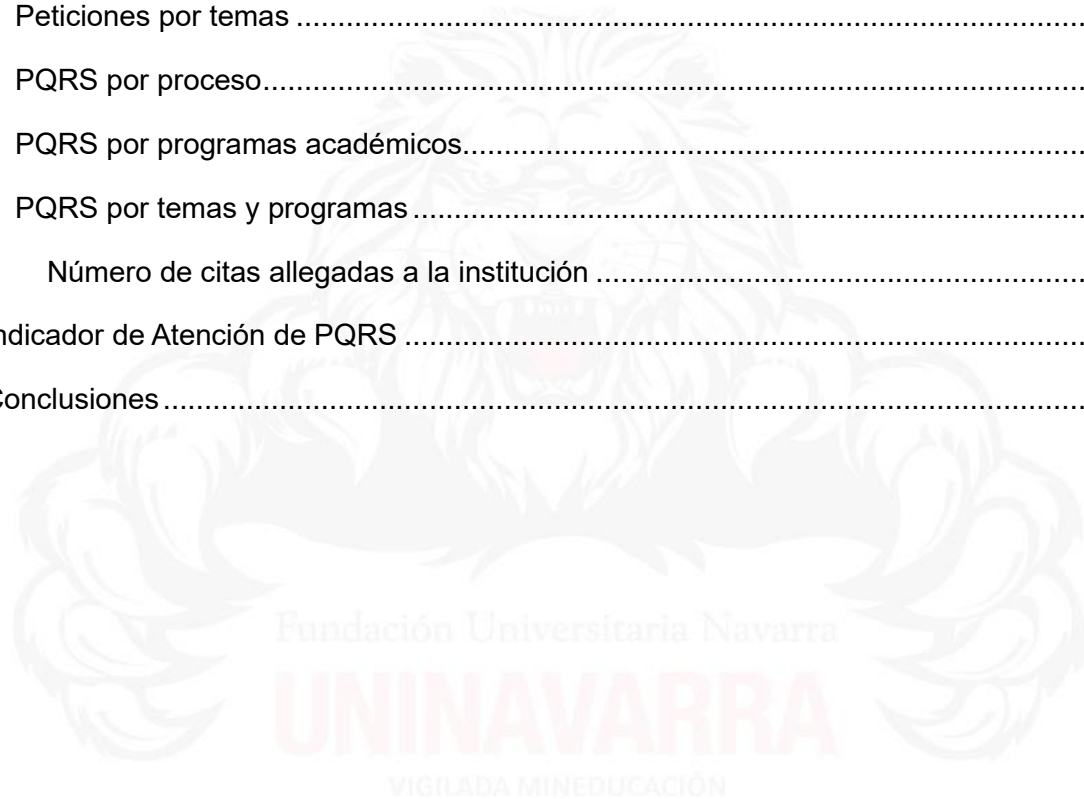 Peticiones por temas ........................................................................................................
PQRS por proceso............................................................................................................
PQRS por programas académicos....................................................................................
PQRS por temas y programas ..........................................................................................
Número de citas allegadas a la institución .................................................................
ndicador de Atención de PQRS .............................................................................................
Conclusiones........................................................................................................................
Fundación Universitaria Navarra
UNINAVARRA
VIGILADA MINEDUCACIÓN